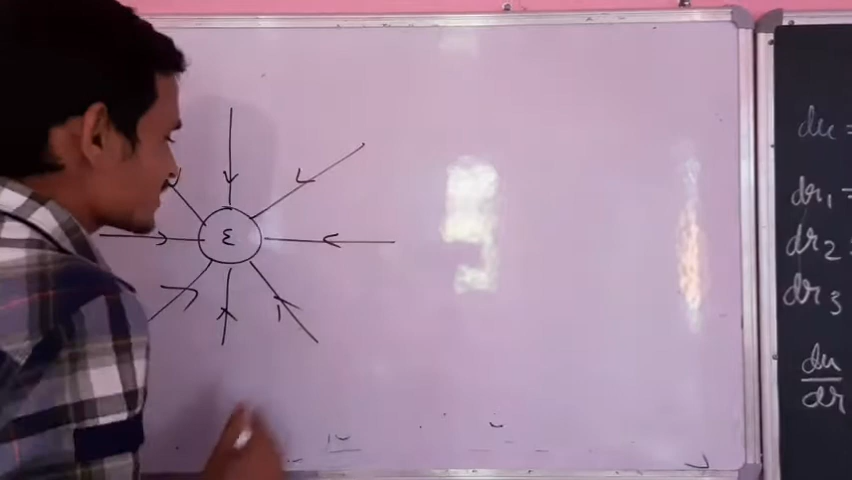 ε
du =
dr₁ =
dr₂ =
dr₃
du
dr